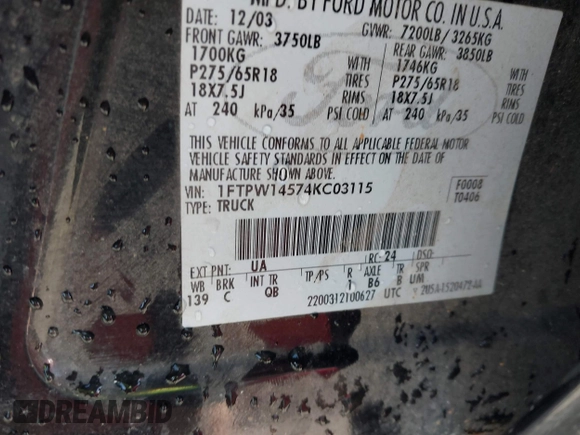 MFD. BY FORD MOTOR CO. IN U.S.A.
DATE: 12/03 GVWR: 7200LB/ 3265KG
FRONT GAWR: 3750LB REAR GAWR: 3850LB
1700KG WITH 1746KG WITH
P275/65R18 TIRES P275/65R18 TIRES
18X7.5J RIMS 18X7.5J RIMS
AT 240 kPa/35 PSI COLD AT 240 kPa/35 PSI COLD
Ford
THIS VEHICLE CONFORMS TO ALL APPLICABLE FEDERAL MOTOR
VEHICLE SAFETY STANDARDS IN EFFECT ON THE DATE OF
MANUFACTURE SHOWN ABOVE.
VIN: 1FTPW14574KC03115 F0008
TYPE: TRUCK T0406
EXT PNT: UA RC: 24 DSO:
WB BRK INT TR TP/PS R AXLE TR SPR
139 C QB 1 B6 B UM
2200312100627 UTC
DREAMBID